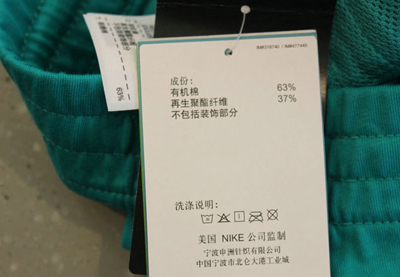 成份:
有机棉 63%
再生聚酯纤维 37%
不包括装饰部分
洗涤说明:
美国 NIKE 公司监制
宁波申洲针织有限公司
中国宁波市北仑大港工业城
63%